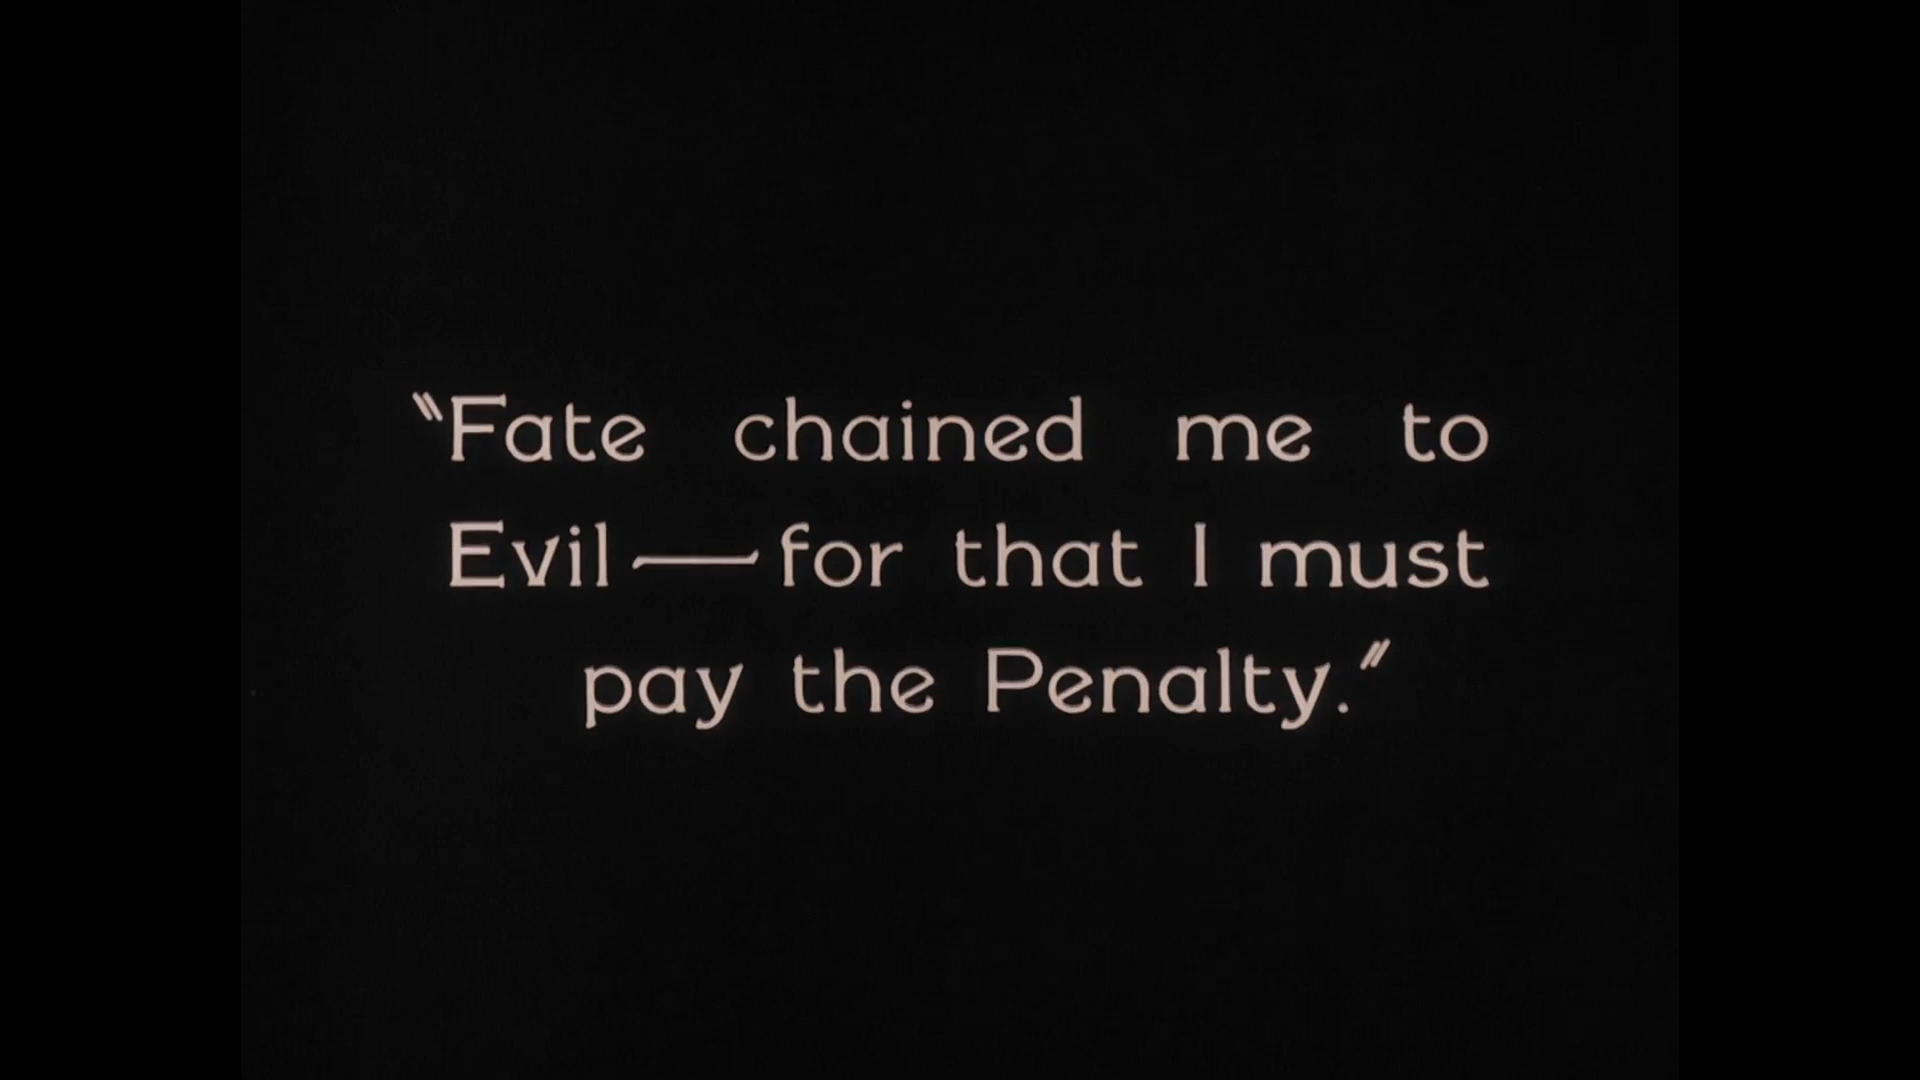 "Fate chained me to
Evil—for that I must
pay the Penalty."